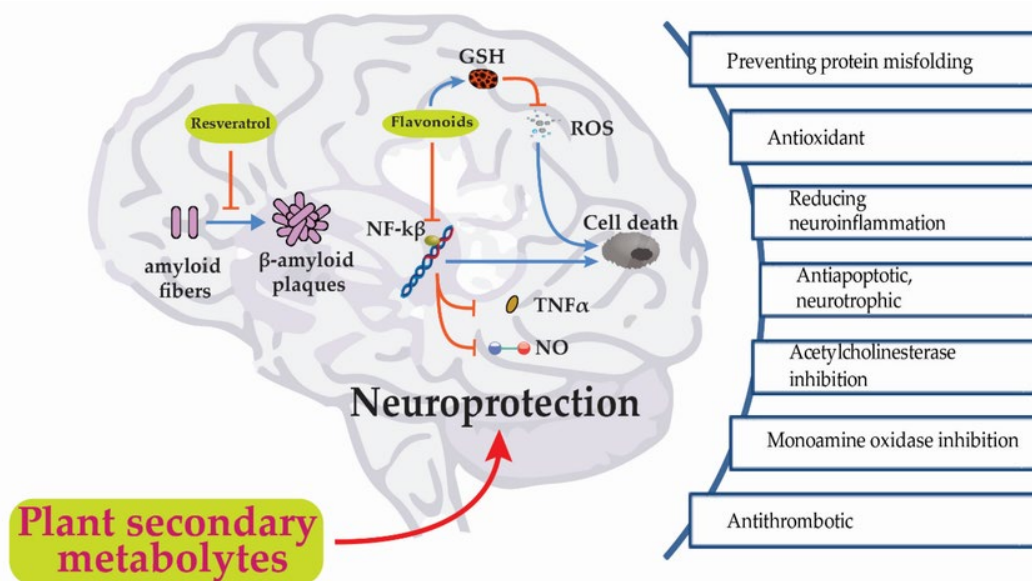 GSH
Resveratrol
Flavonoids
ROS
NF-kβ
Cell death
amyloid
fibers
β-amyloid
plaques
TNFα
NO
Neuroprotection
Plant secondary
metabolytes
Preventing protein misfolding
Antioxidant
Reducing
neuroinflammation
Antiapoptotic,
neurotrophic
Acetylcholinesterase
inhibition
Monoamine oxidase inhibition
Antithrombotic